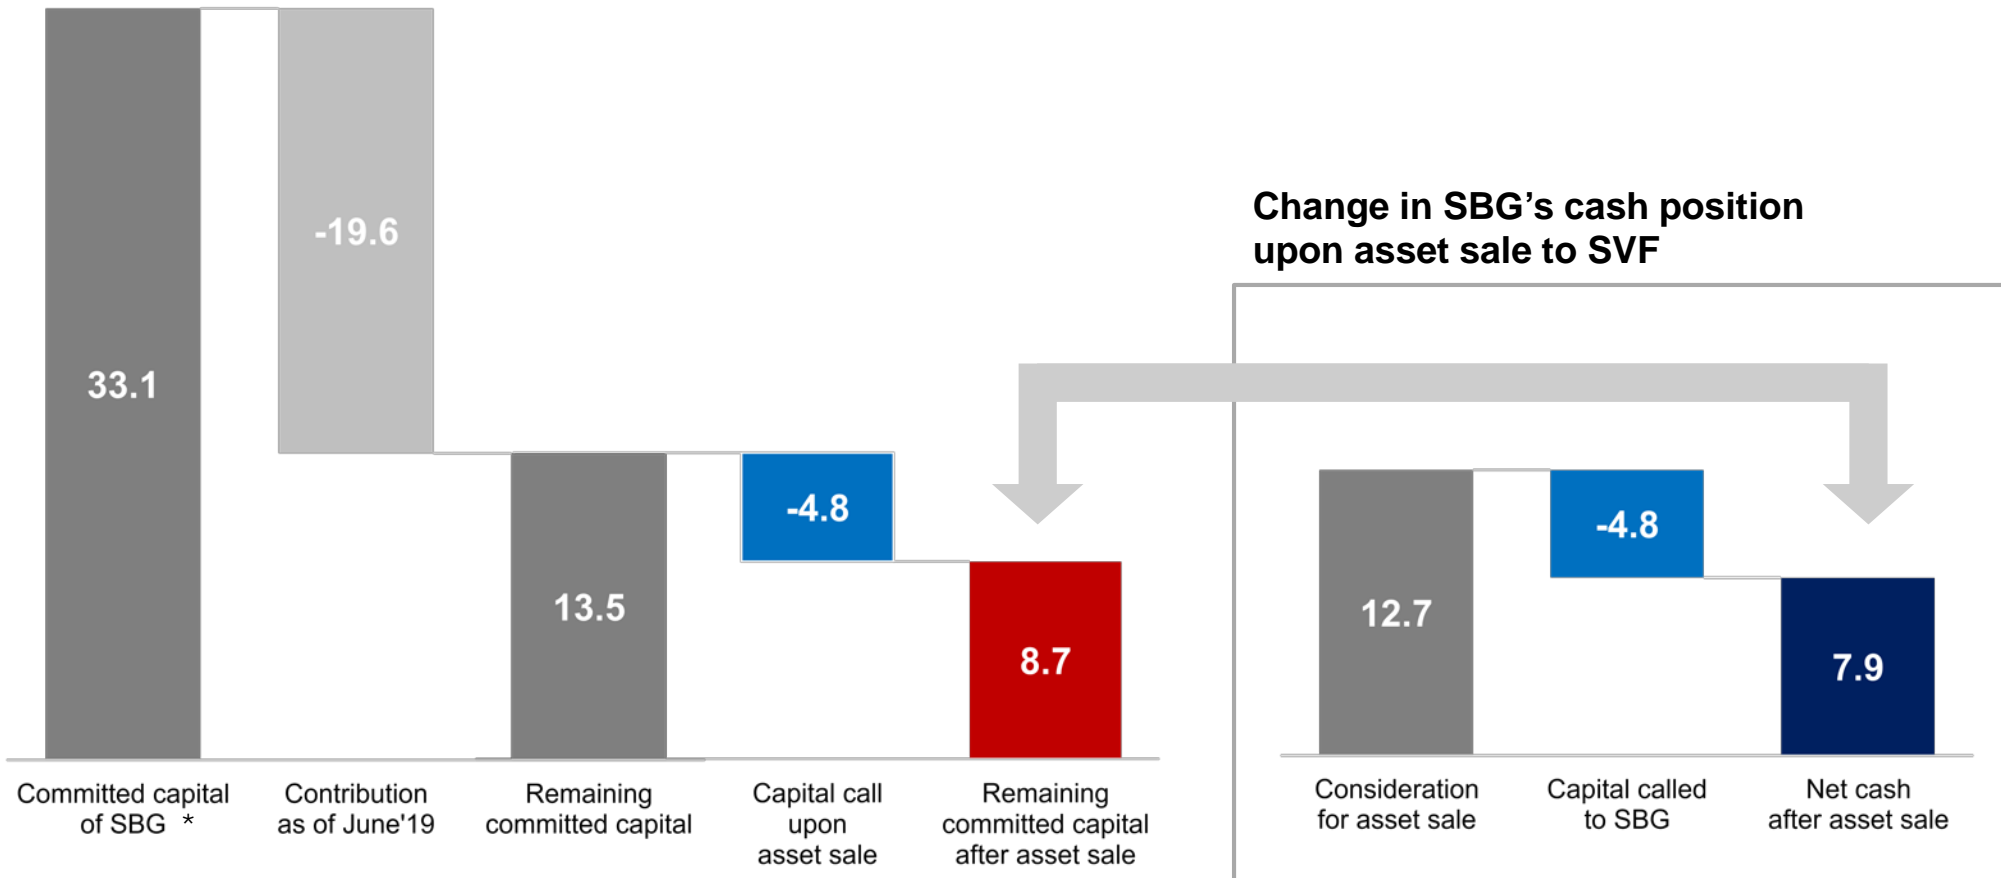 33.1
-19.6
13.5
-4.8
8.7
Committed capital
of SBG *
Contribution
as of June'19
Remaining
committed capital
Capital call
upon
asset sale
Remaining
committed capital
after asset sale
Change in SBG’s cash position
upon asset sale to SVF
12.7
-4.8
7.9
Consideration
for asset sale
Capital called
to SBG
Net cash
after asset sale